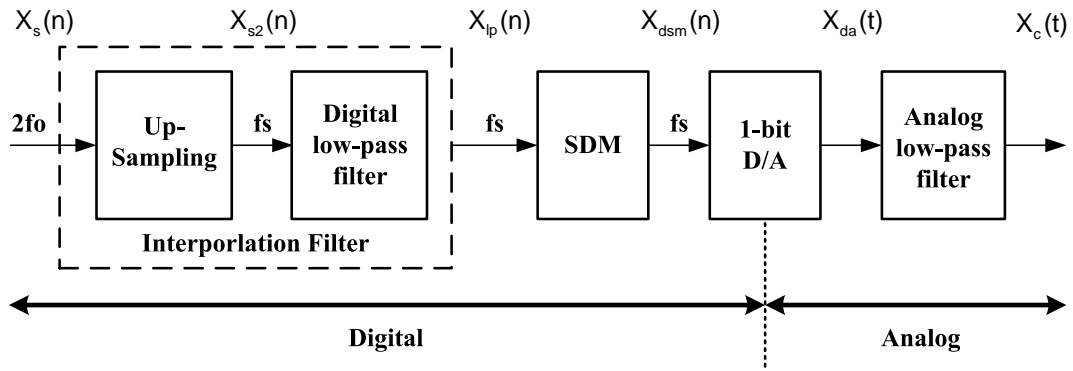 Xs(n) Xs2(n) Xlp(n) Xdsm(n) Xda(t) Xc(t)
2fo fs fs fs
Up-
Sampling
Digital
low-pass
filter
SDM
1-bit
D/A
Analog
low-pass
filter
Interporlation Filter
Digital Analog